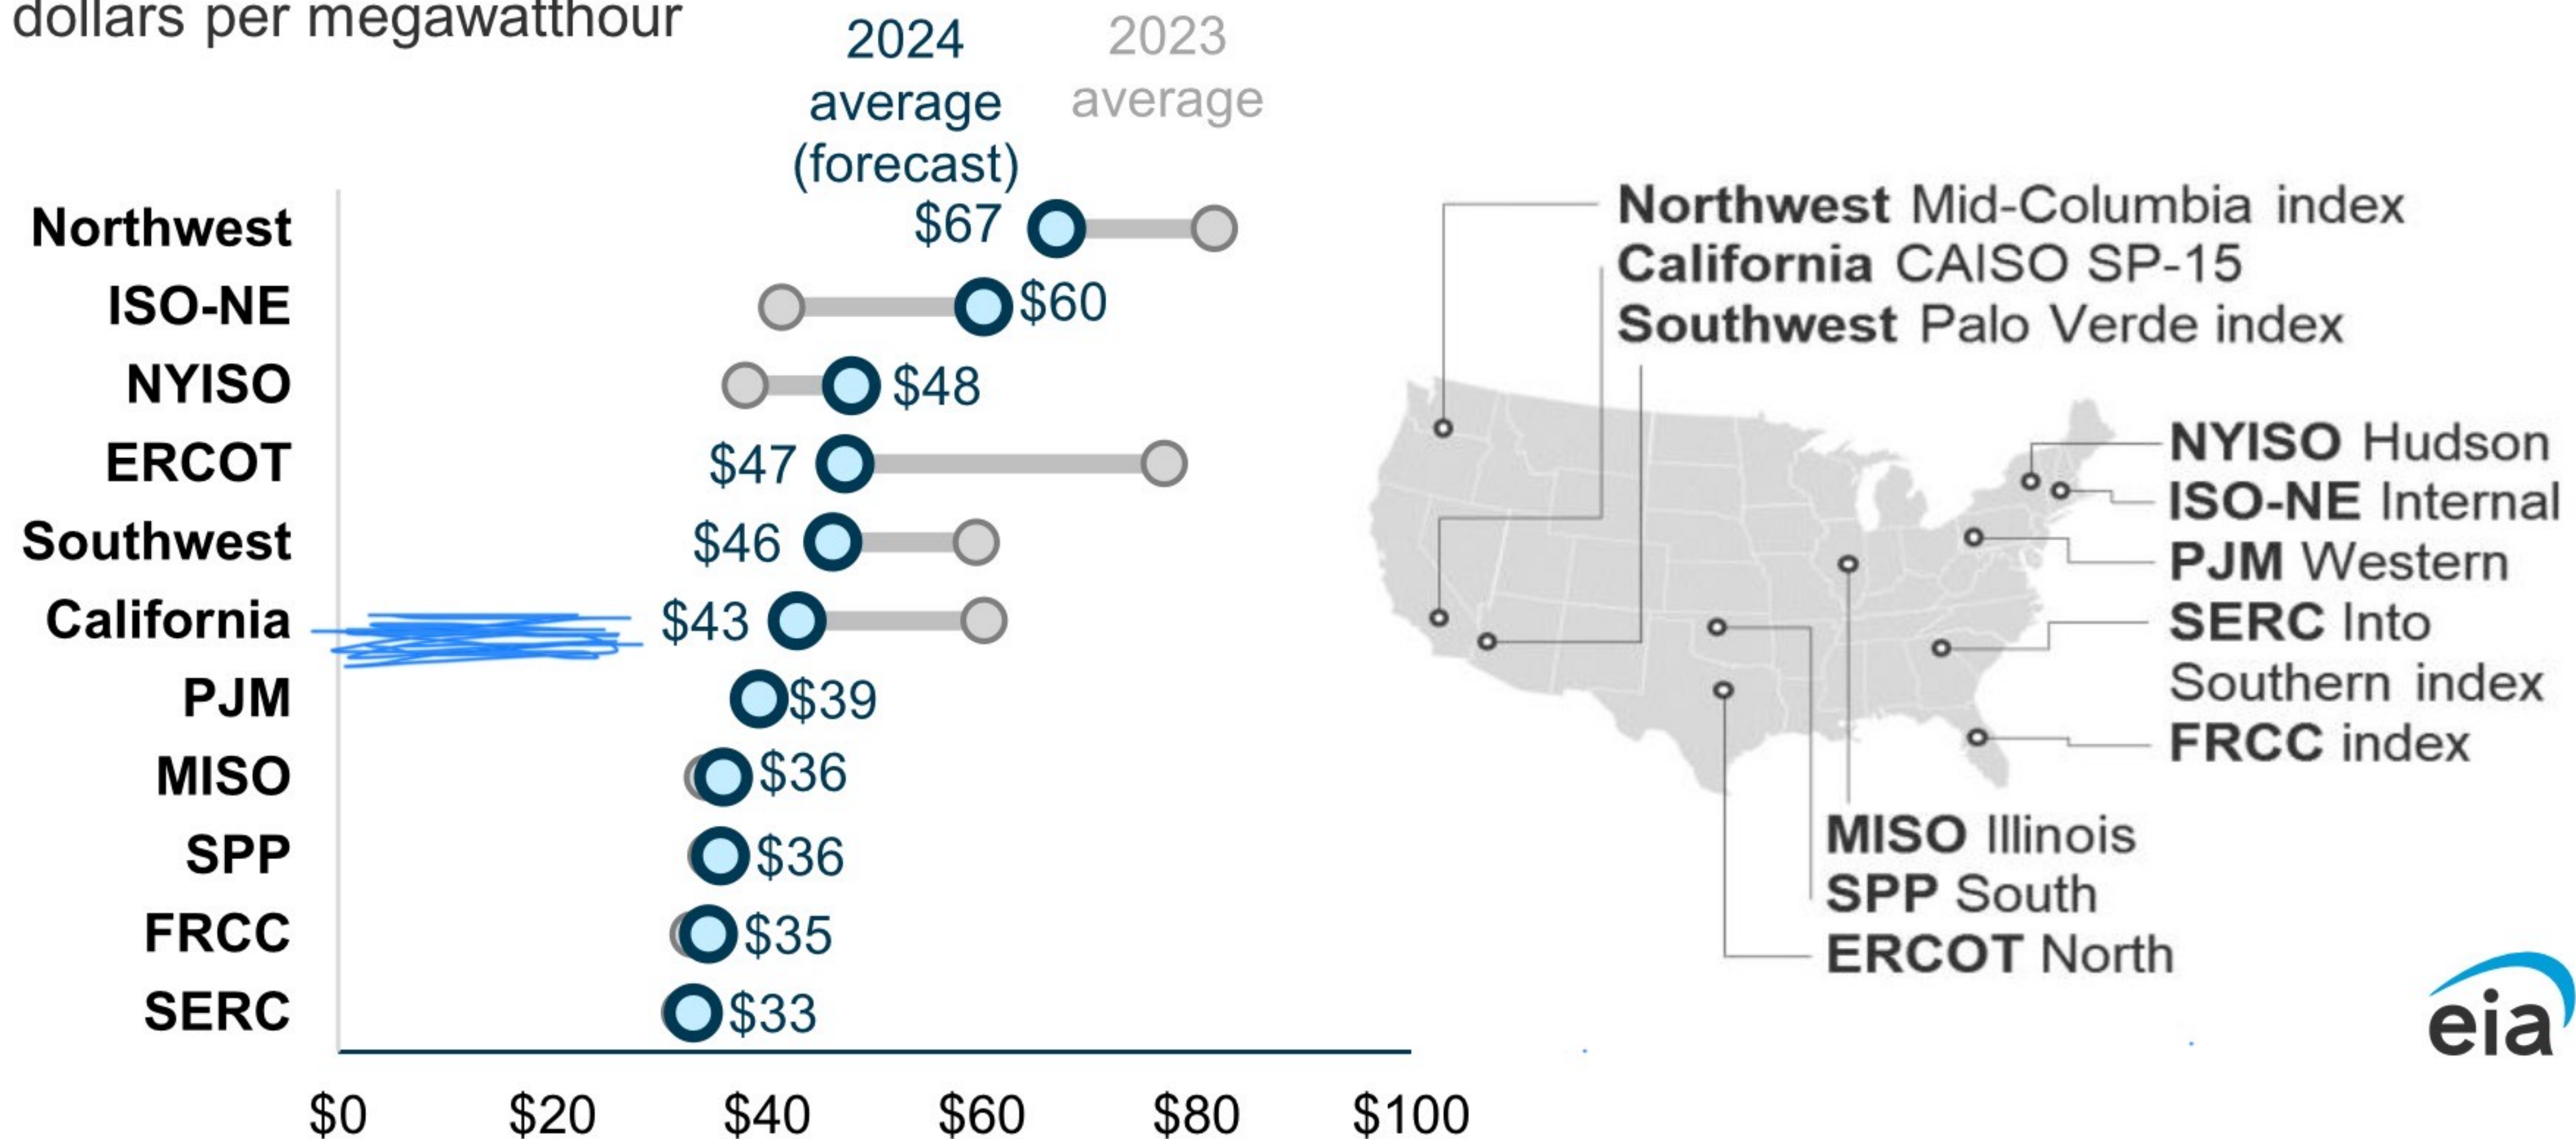 dollars per megawatthour
2024
average
(forecast)
2023
average
Northwest $67
ISO-NE $60
NYISO $48
ERCOT $47
Southwest $46
California $43
PJM $39
MISO $36
SPP $36
FRCC $35
SERC $33
$0 $20 $40 $60 $80 $100
Northwest Mid-Columbia index
California CAISO SP-15
Southwest Palo Verde index
NYISO Hudson
ISO-NE Internal
PJM Western
SERC Into
Southern index
FRCC index
MISO Illinois
SPP South
ERCOT North
eia